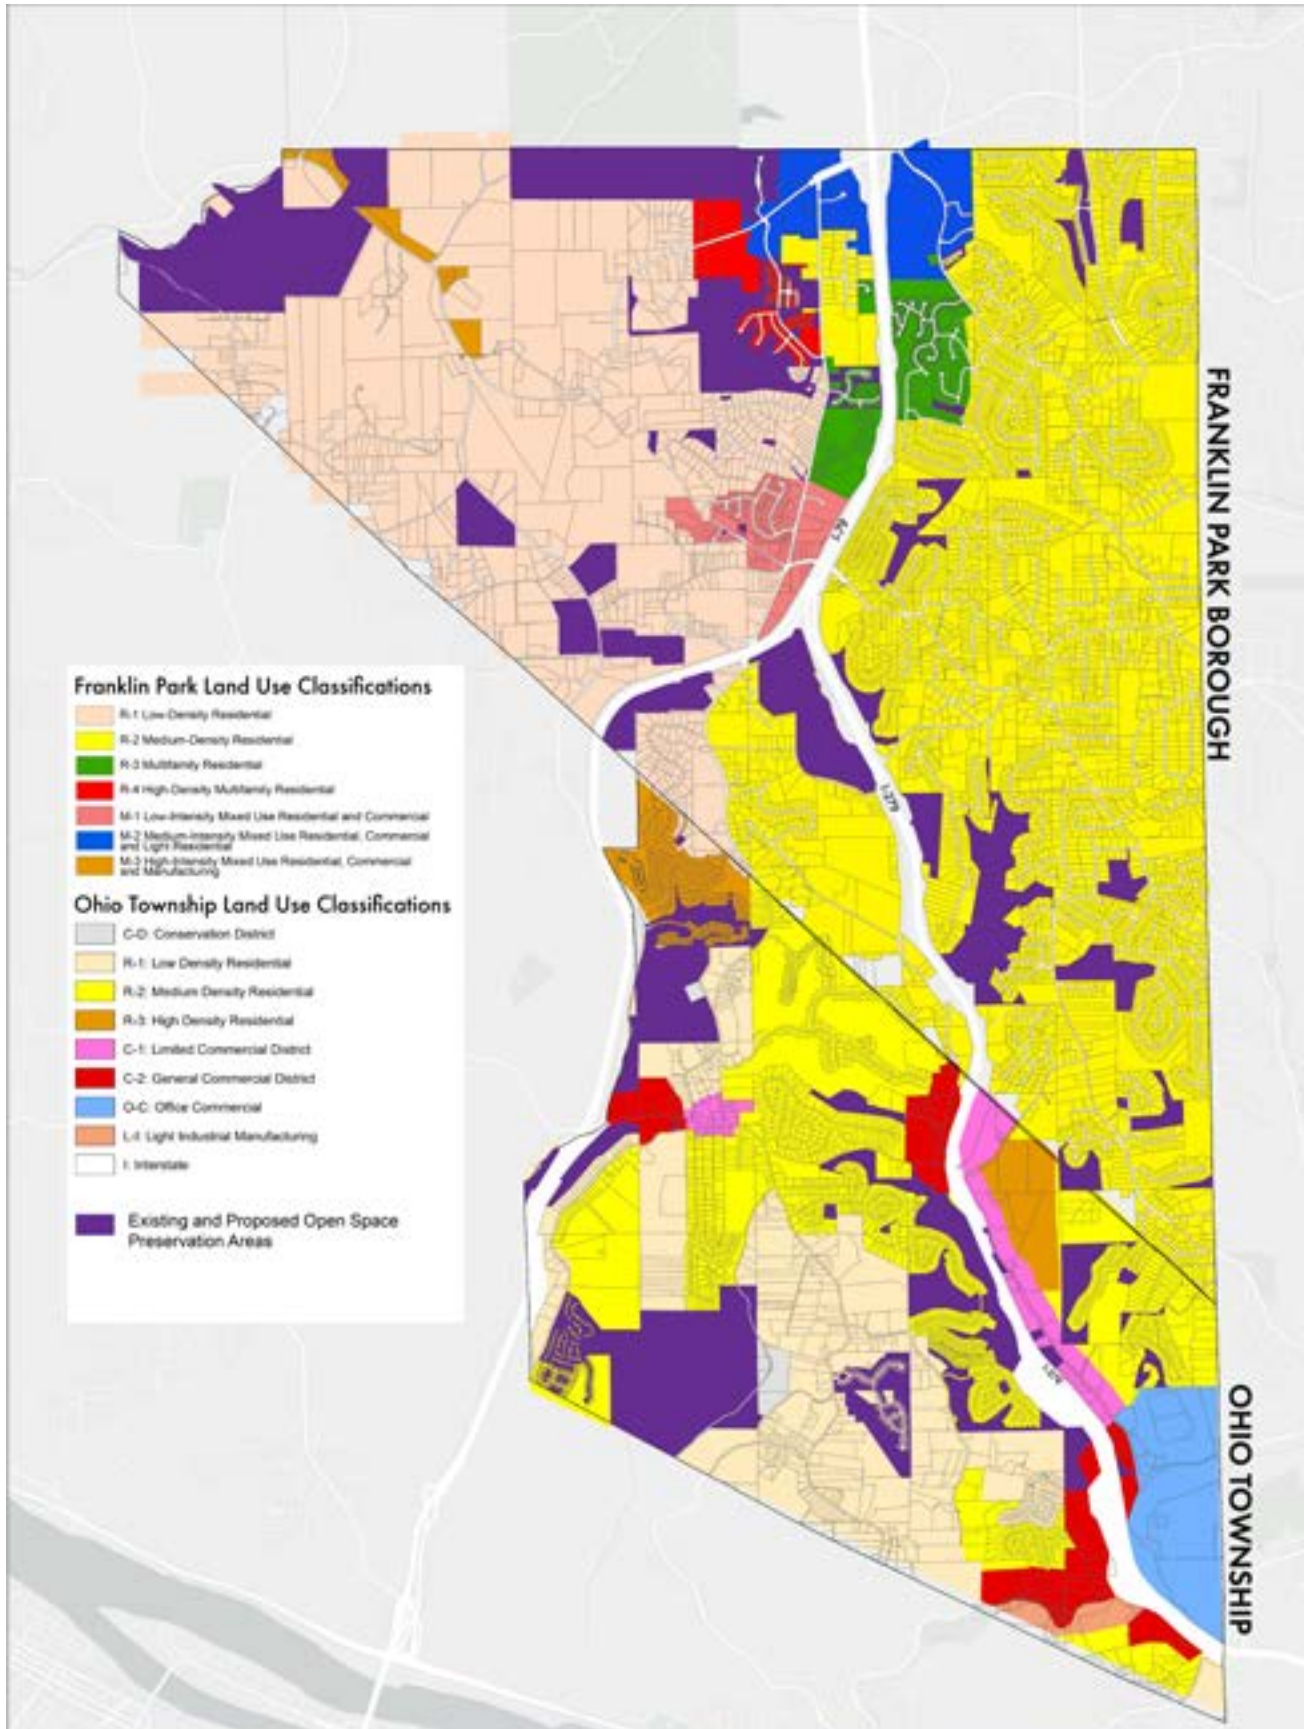 Franklin Park Land Use Classifications
R-1 Low-Density Residential
R-2 Medium-Density Residential
R-3 Multifamily Residential
R-4 High-Density Multifamily Residential
M-1 Low-Intensity Mixed Use Residential and Commercial
M-2 Medium-Intensity Mixed Use Residential, Commercial
and Light Residential
M-3 High-Intensity Mixed Use Residential, Commercial
and Manufacturing
Ohio Township Land Use Classifications
C-D: Conservation District
R-1: Low Density Residential
R-2: Medium Density Residential
R-3: High Density Residential
C-1: Limited Commercial District
C-2: General Commercial District
O-C: Office Commercial
L-I: Light Industrial Manufacturing
I: Interstate
Existing and Proposed Open Space
Preservation Areas
I-79
I-279
I-279
FRANKLIN PARK BOROUGH
OHIO TOWNSHIP